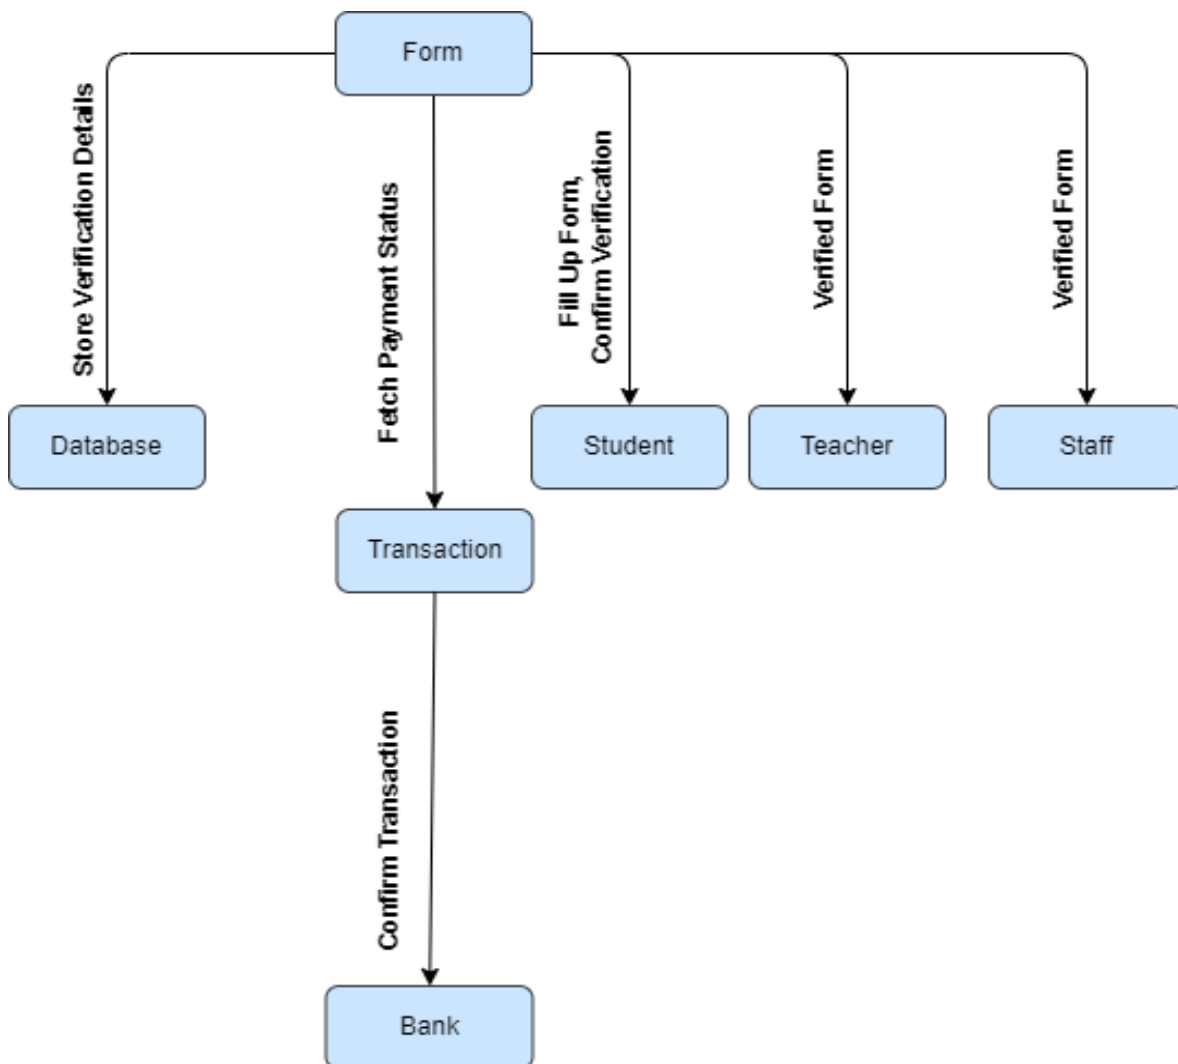 Form
Store Verification Details
Fetch Payment Status
Fill Up Form,
Confirm Verification
Verified Form
Verified Form
Database
Student
Teacher
Staff
Transaction
Confirm Transaction
Bank